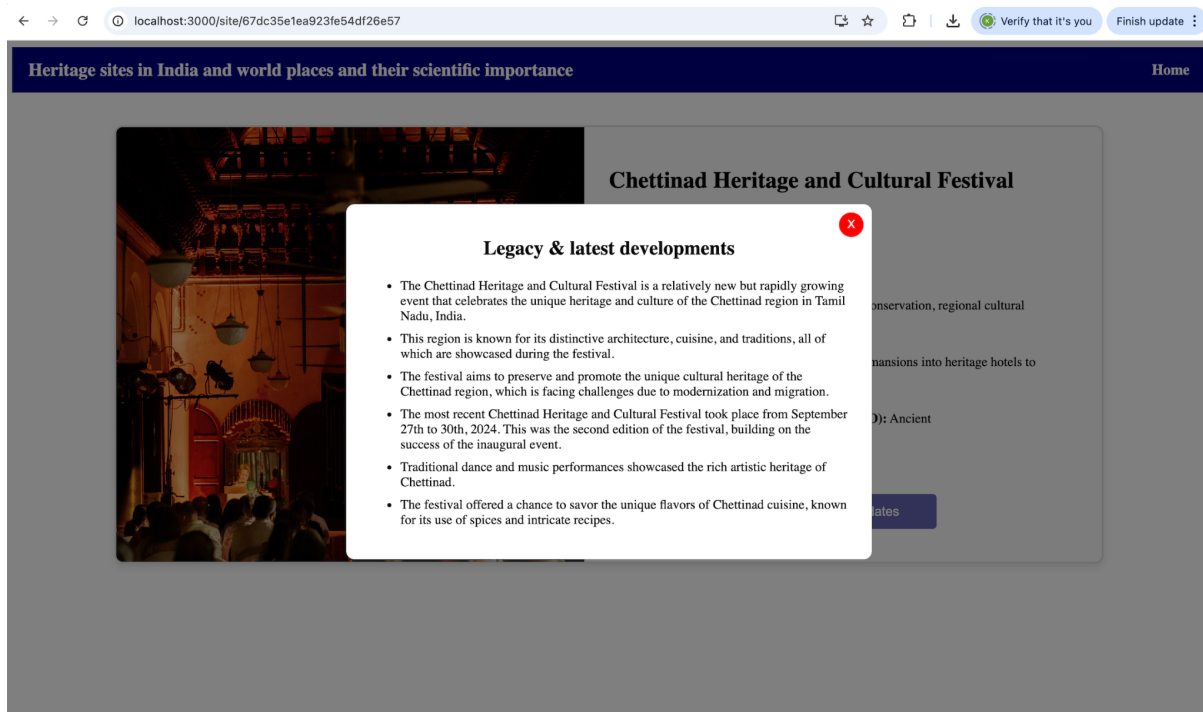 localhost:3000/site/67dc35e1ea923fe54df26e57
Verify that it's you
Finish update
Heritage sites in India and world places and their scientific importance
Home
Chettinad Heritage and Cultural Festival
X
Legacy & latest developments
• The Chettinad Heritage and Cultural Festival is a relatively new but rapidly growing
event that celebrates the unique heritage and culture of the Chettinad region in Tamil
Nadu, India.
• This region is known for its distinctive architecture, cuisine, and traditions, all of
which are showcased during the festival.
• The festival aims to preserve and promote the unique cultural heritage of the
Chettinad region, which is facing challenges due to modernization and migration.
• The most recent Chettinad Heritage and Cultural Festival took place from September
27th to 30th, 2024. This was the second edition of the festival, building on the
success of the inaugural event.
• Traditional dance and music performances showcased the rich artistic heritage of
Chettinad.
• The festival offered a chance to savor the unique flavors of Chettinad cuisine, known
for its use of spices and intricate recipes.
onservation, regional cultural
mansions into heritage hotels to
): Ancient
dates